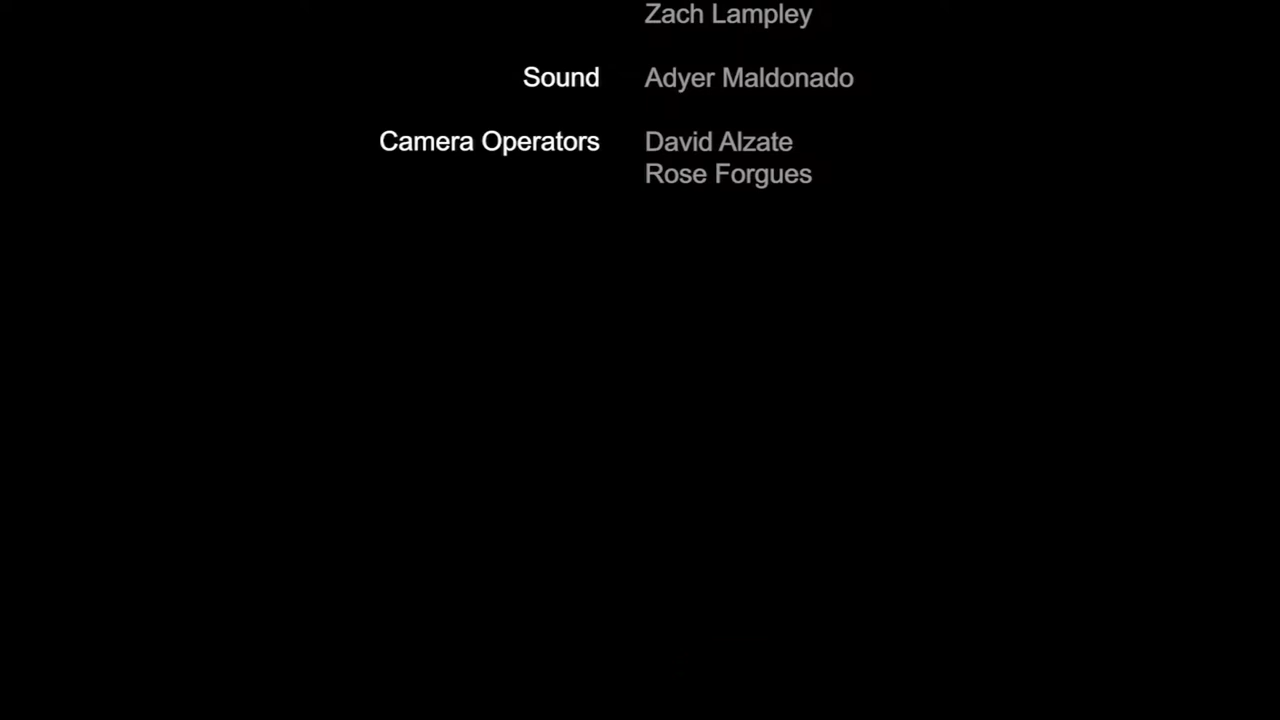 Zach Lampley
Sound Adyer Maldonado
Camera Operators David Alzate
Rose Forgues